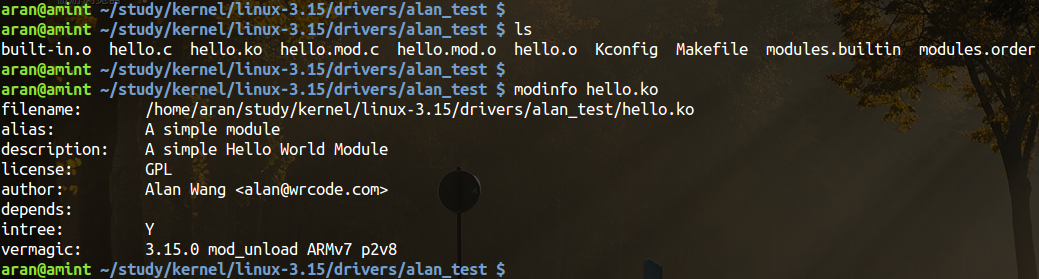 aran@amint ~/study/kernel/linux-3.15/drivers/alan_test $
aran@amint ~/study/kernel/linux-3.15/drivers/alan_test $ ls
built-in.o  hello.c  hello.ko  hello.mod.c  hello.mod.o  hello.o  Kconfig  Makefile  modules.builtin  modules.order
aran@amint ~/study/kernel/linux-3.15/drivers/alan_test $
aran@amint ~/study/kernel/linux-3.15/drivers/alan_test $ modinfo hello.ko
filename:       /home/aran/study/kernel/linux-3.15/drivers/alan_test/hello.ko
alias:          A simple module
description:    A simple Hello World Module
license:        GPL
author:         Alan Wang <alan@wrcode.com>
depends:
intree:         Y
vermagic:       3.15.0 mod_unload ARMv7 p2v8
aran@amint ~/study/kernel/linux-3.15/drivers/alan_test $